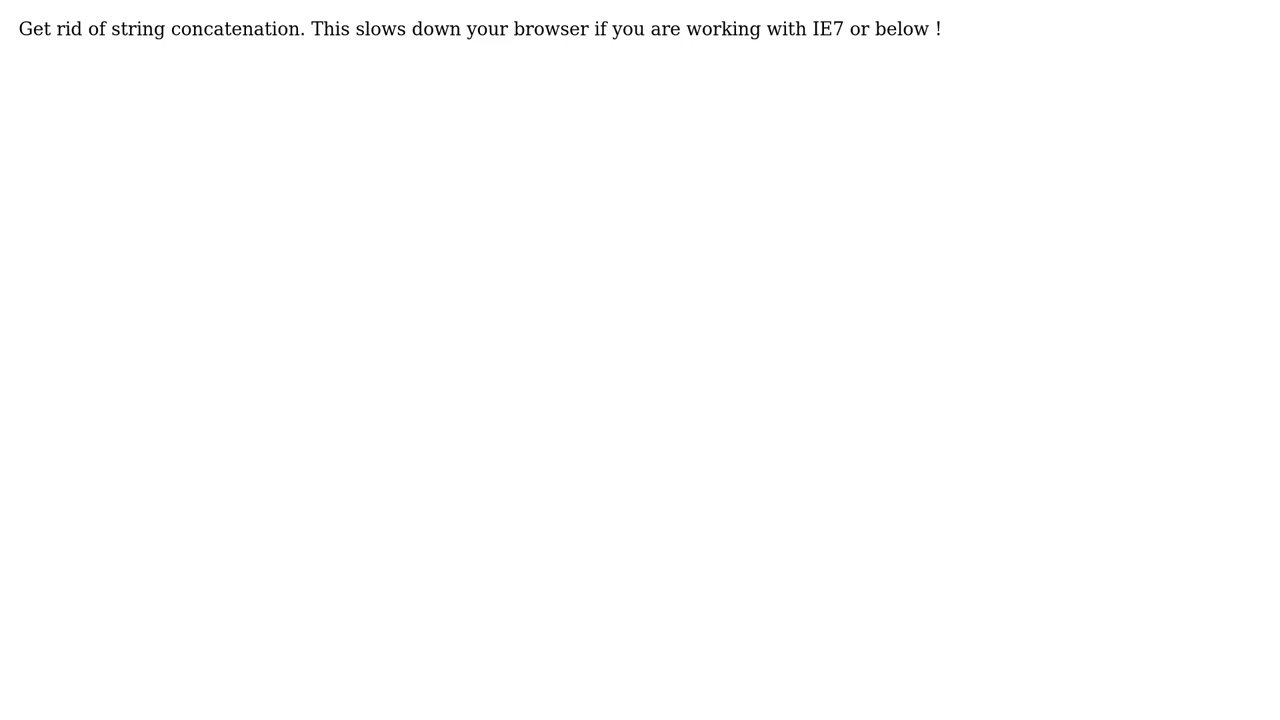 Get rid of string concatenation. This slows down your browser if you are working with IE7 or below !